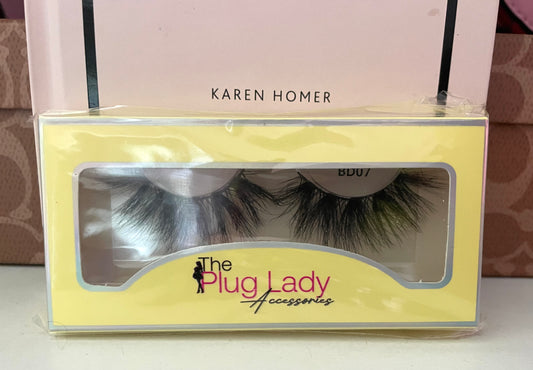 KAREN HOMER
BD07
The
Plug Lady
Accessories